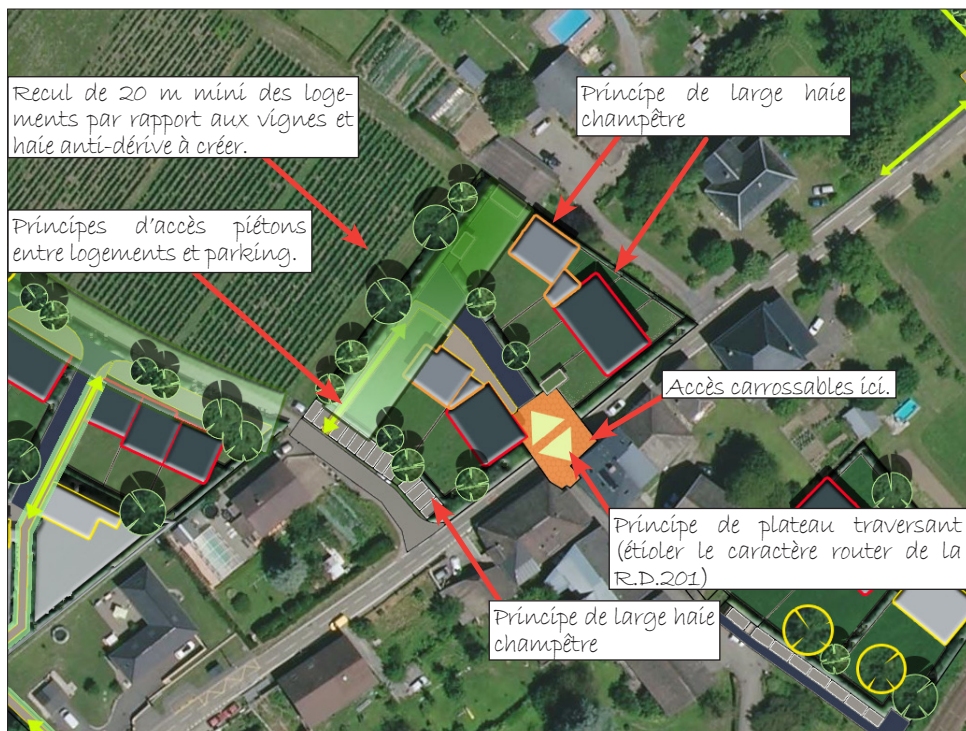 Recul de 20 m mini des loge-
ments par rapport aux vignes et
haie anti-dérive à créer.
Principe de large haie
champêtre
Principes d'accès piétons
entre logements et parking.
Accès carrossables ici.
Principe de plateau traversant
(étioler le caractère router de la
R.D.201)
Principe de large haie
champêtre